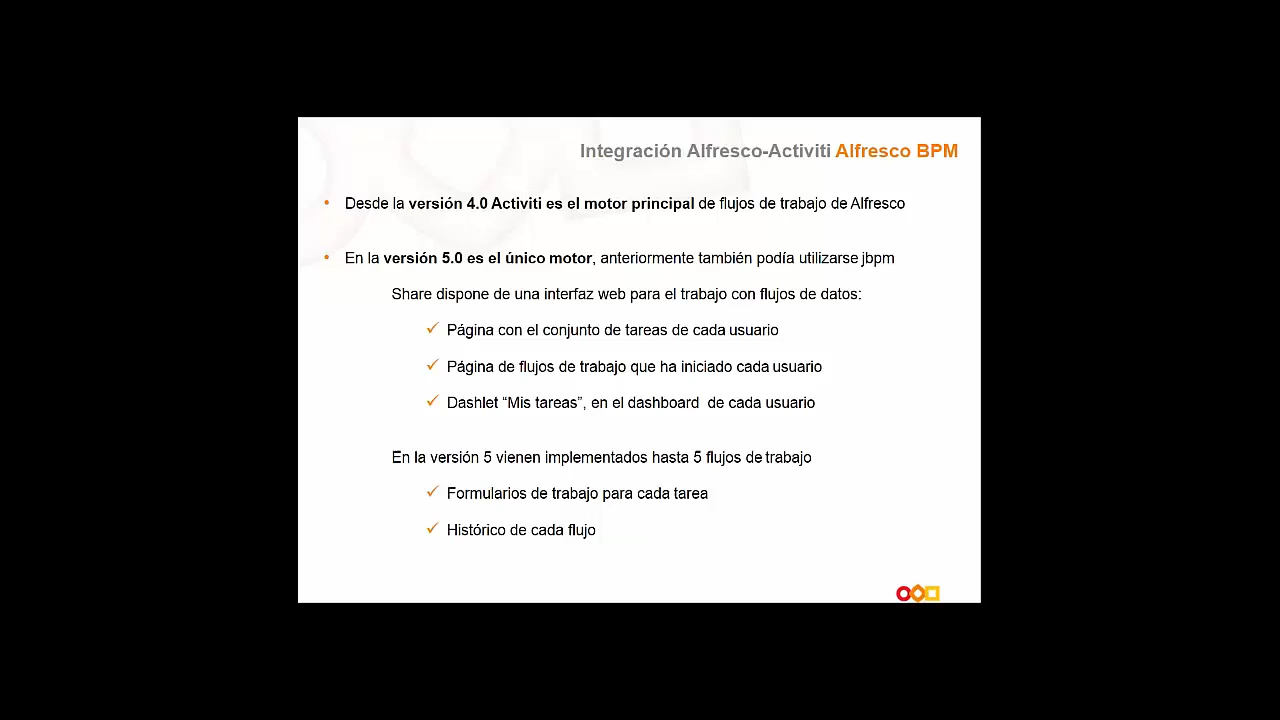 Integración Alfresco-Activiti Alfresco BPM
• Desde la versión 4.0 Activiti es el motor principal de flujos de trabajo de Alfresco
• En la versión 5.0 es el único motor, anteriormente también podía utilizarse jbpm
Share dispone de una interfaz web para el trabajo con flujos de datos:
✓ Página con el conjunto de tareas de cada usuario
✓ Página de flujos de trabajo que ha iniciado cada usuario
✓ Dashlet “Mis tareas”, en el dashboard de cada usuario
En la versión 5 vienen implementados hasta 5 flujos de trabajo
✓ Formularios de trabajo para cada tarea
✓ Histórico de cada flujo